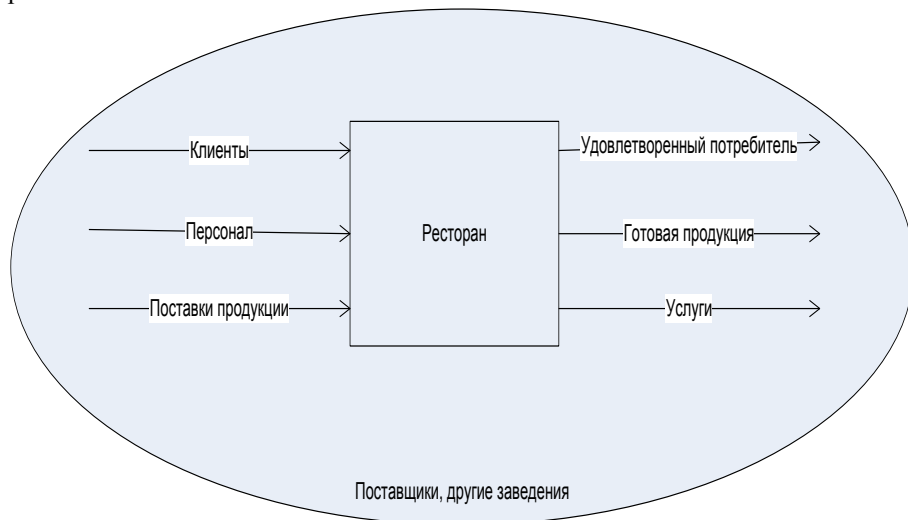 Клиенты
Удовлетворенный потребитель
Персонал
Ресторан
Готовая продукция
Поставки продукции
Услуги
Поставщики, другие заведения